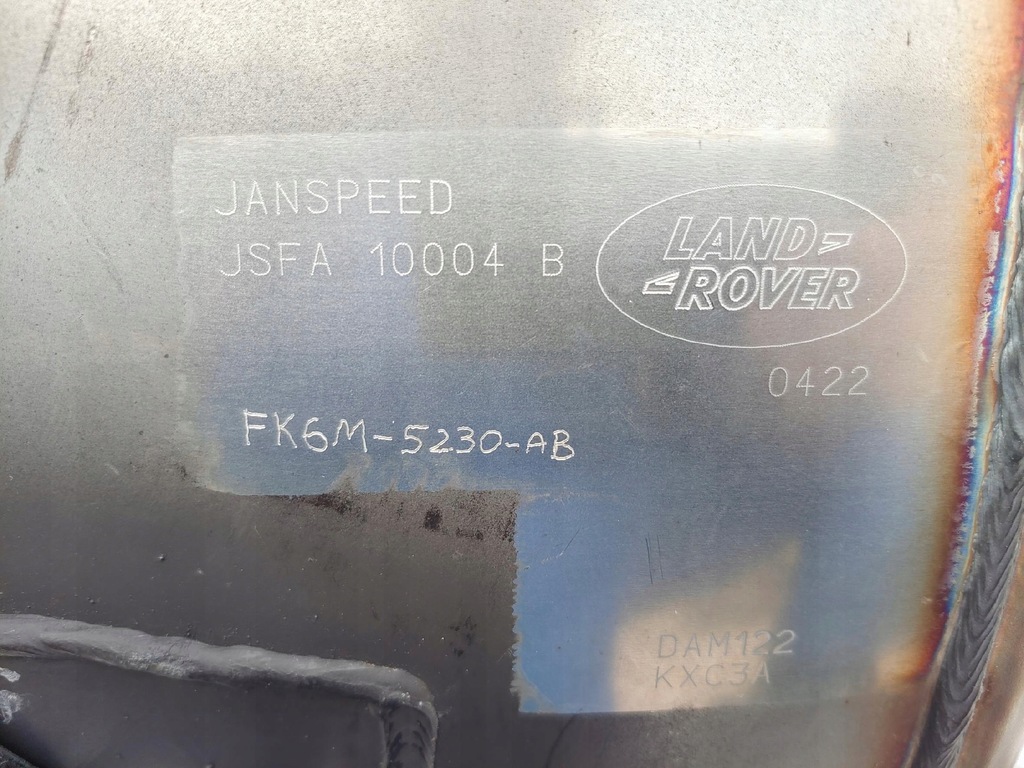 JANSPEED
JSFA 10004 B
LAND
ROVER
0422
FK6M-5230-AB
DAM122
KXC3A